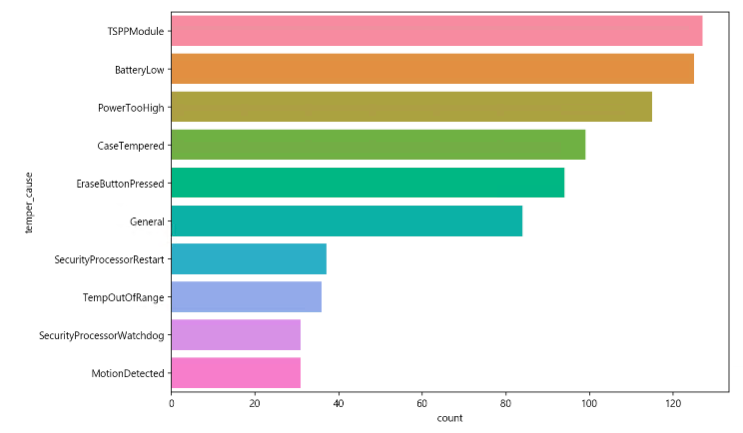 TSPPModule
BatteryLow
PowerTooHigh
CaseTempered
EraseButtonPressed
General
SecurityProcessorRestart
TempOutOfRange
SecurityProcessorWatchdog
MotionDetected
temper_cause
0 20 40 60 80 100 120
count